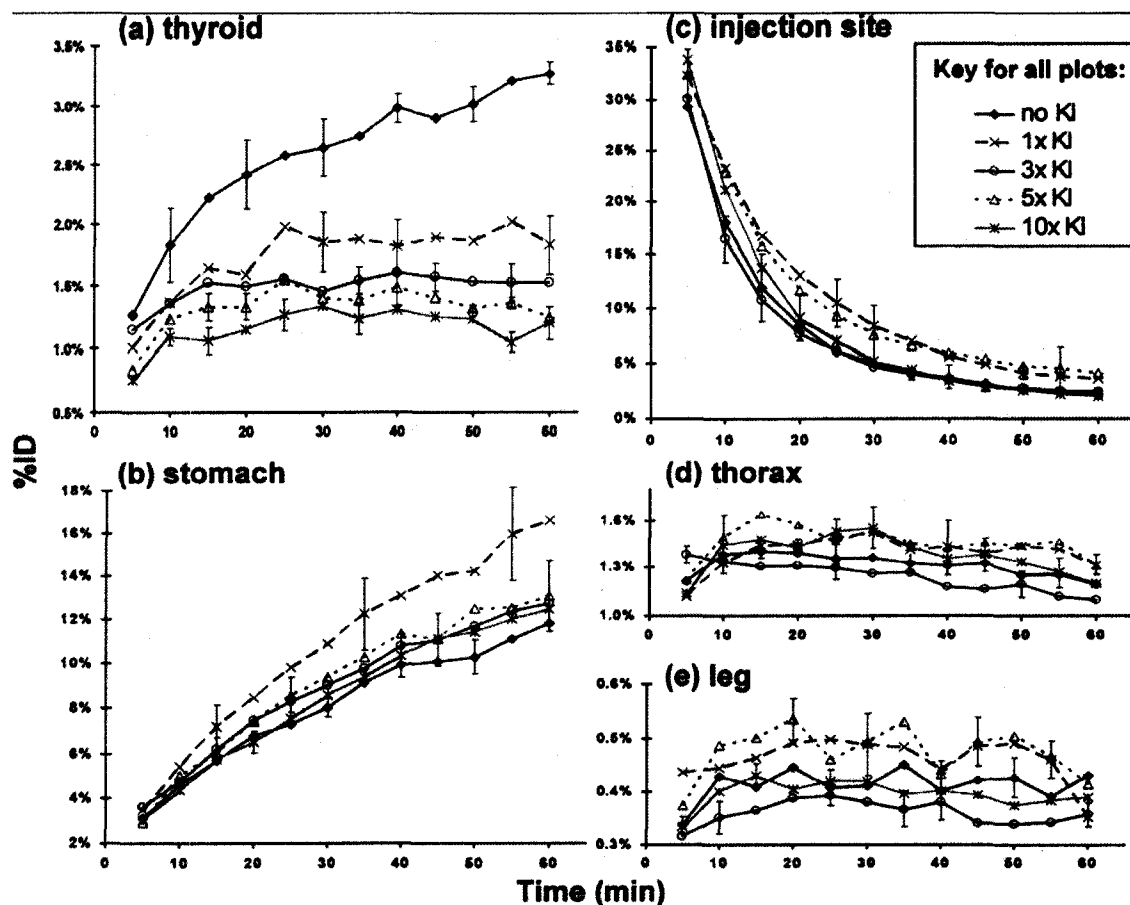 (a) thyroid
3.5%
3.0%
2.5%
2.0%
1.5%
1.0%
0.5%
0 10 20 30 40 50 60
(c) injection site
35%
30%
25%
20%
15%
10%
5%
0%
0 10 20 30 40 50 60
Key for all plots:
no KI
1x KI
3x KI
5x KI
10x KI
%ID
(b) stomach
18%
16%
14%
12%
10%
8%
6%
4%
2%
0 10 20 30 40 50 60
(d) thorax
1.6%
1.3%
1.0%
0 10 20 30 40 50 60
(e) leg
0.6%
0.5%
0.4%
0.3%
0 10 20 30 40 50 60
Time (min)